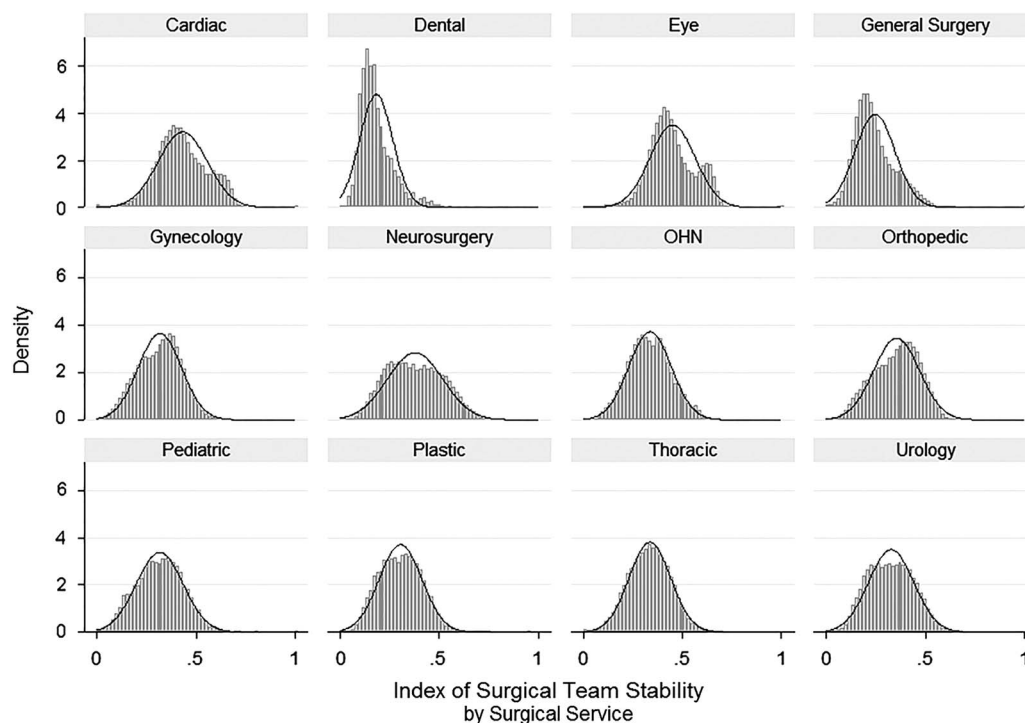 Cardiac
Dental
Eye
General Surgery
6
4
2
0
Gynecology
Neurosurgery
OHN
Orthopedic
6
4
2
0
Density
Pediatric
Plastic
Thoracic
Urology
6
4
2
0
0 .5 1
0 .5 1
0 .5 1
0 .5 1
Index of Surgical Team Stability
by Surgical Service